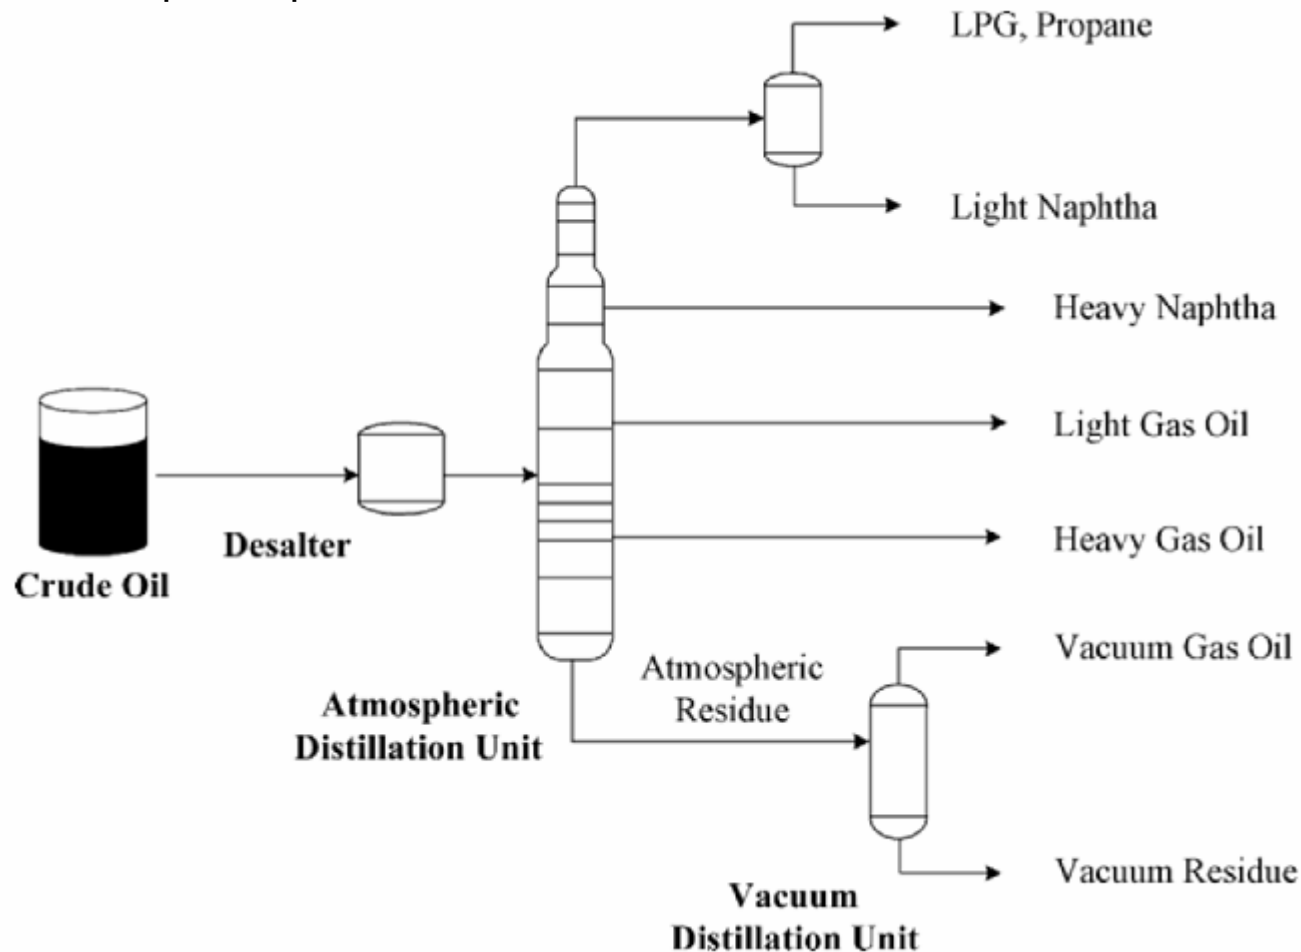 LPG, Propane
Light Naphtha
Heavy Naphtha
Light Gas Oil
Desalter
Heavy Gas Oil
Crude Oil
Vacuum Gas Oil
Atmospheric
Residue
Atmospheric
Distillation Unit
Vacuum Residue
Vacuum
Distillation Unit